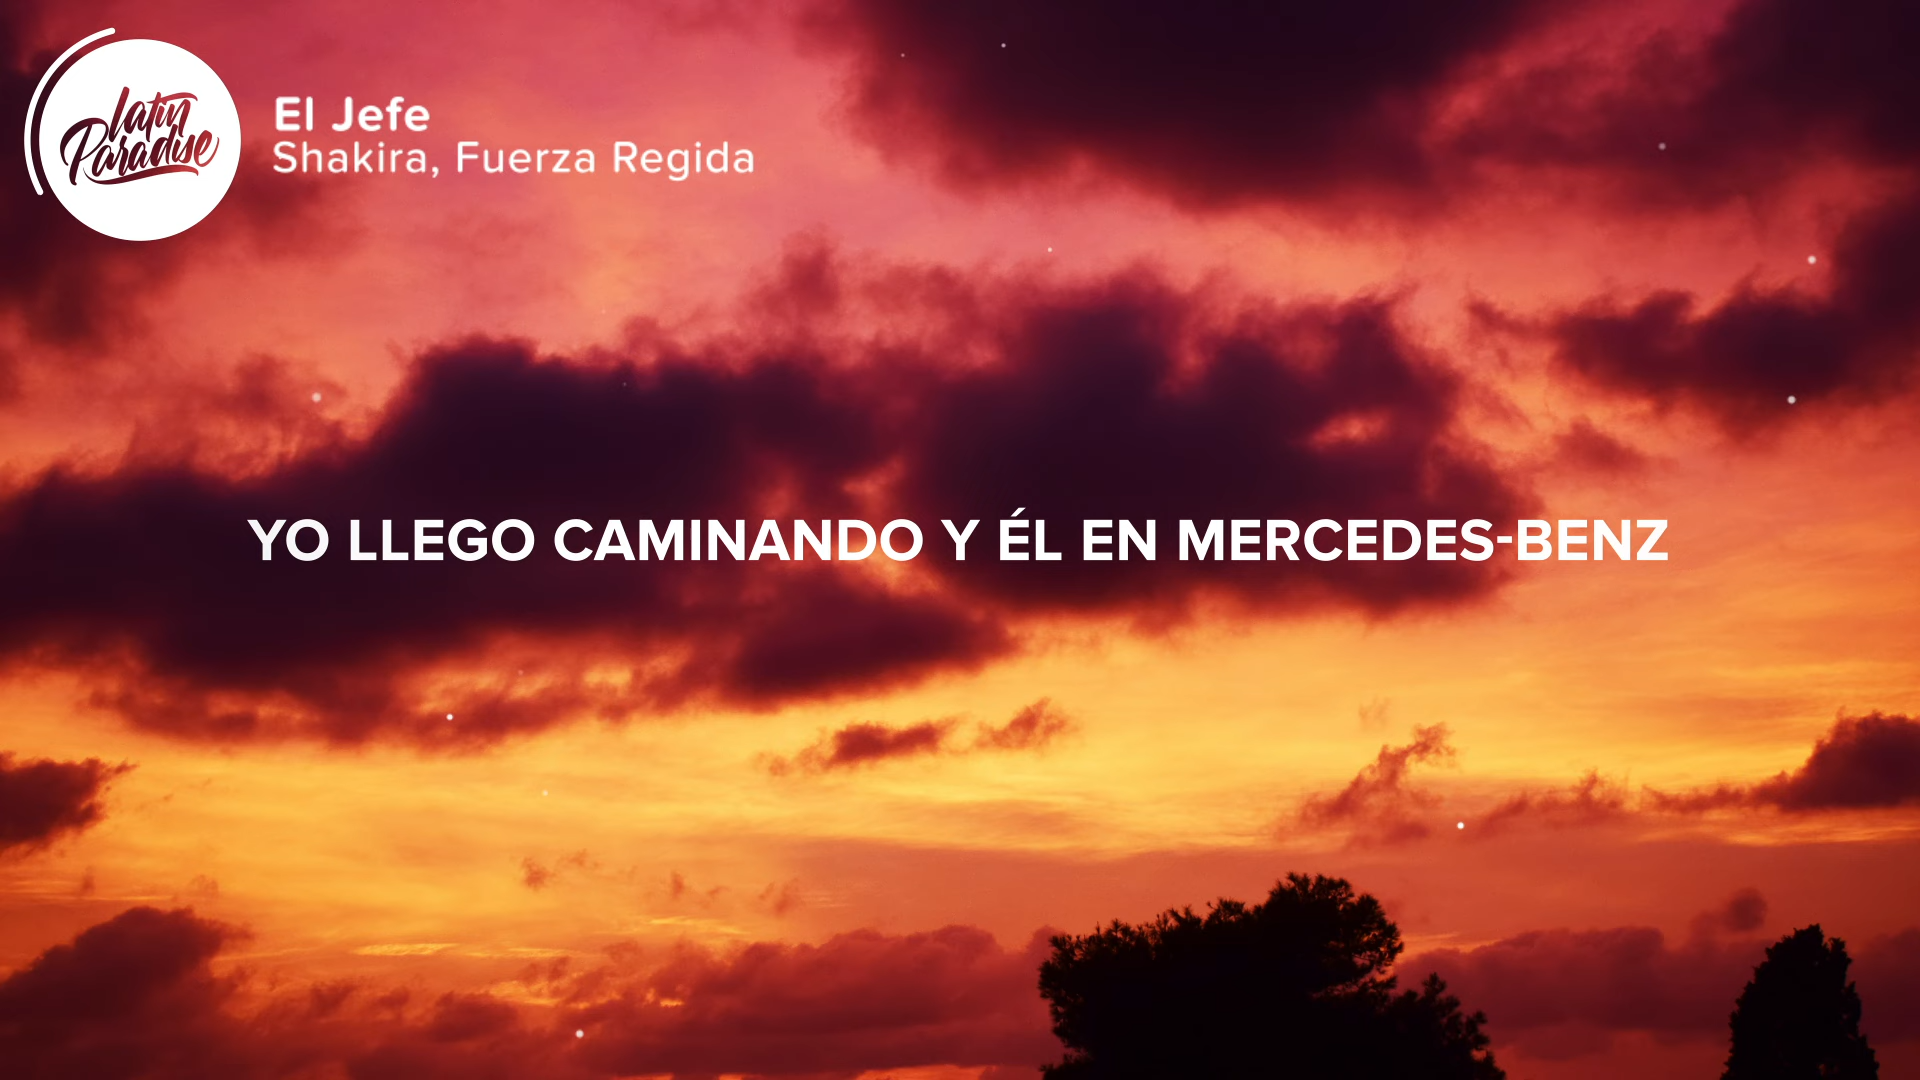 latin
Paradise
El Jefe
Shakira, Fuerza Regida
YO LLEGO CAMINANDO Y ÉL EN MERCEDES-BENZ